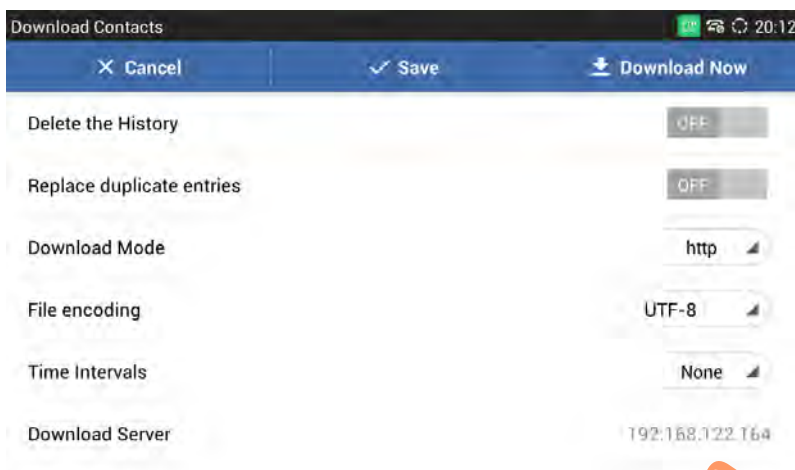 Download Contacts 20:12
Cancel Save Download Now
Delete the History OFF
Replace duplicate entries OFF
Download Mode http
File encoding UTF-8
Time Intervals None
Download Server 192.168.122.164